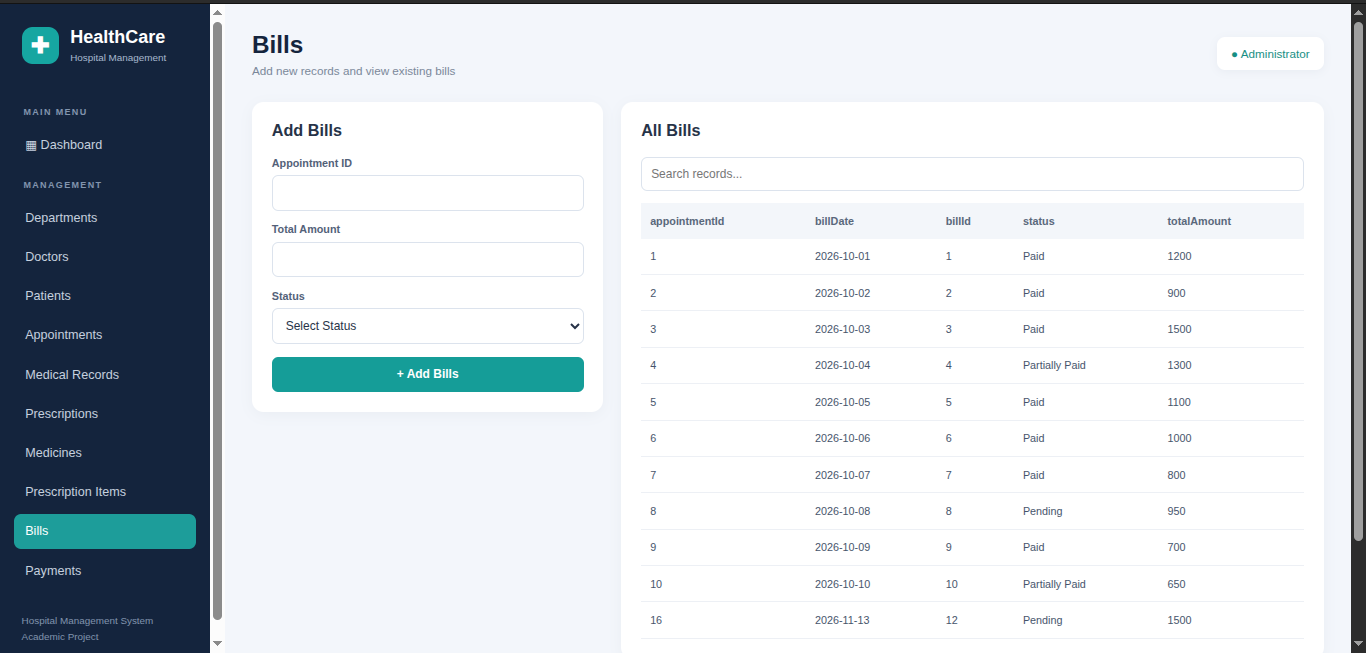 HealthCare
Hospital Management
MAIN MENU
▦ Dashboard
MANAGEMENT
Departments
Doctors
Patients
Appointments
Medical Records
Prescriptions
Medicines
Prescription Items
Bills
Payments
Hospital Management System
Academic Project
Bills
Add new records and view existing bills
● Administrator
Add Bills
Appointment ID
Total Amount
Status
Select Status
+ Add Bills
All Bills
Search records...
appointmentId billDate billId status totalAmount
1 2026-10-01 1 Paid 1200
2 2026-10-02 2 Paid 900
3 2026-10-03 3 Paid 1500
4 2026-10-04 4 Partially Paid 1300
5 2026-10-05 5 Paid 1100
6 2026-10-06 6 Paid 1000
7 2026-10-07 7 Paid 800
8 2026-10-08 8 Pending 950
9 2026-10-09 9 Paid 700
10 2026-10-10 10 Partially Paid 650
16 2026-11-13 12 Pending 1500